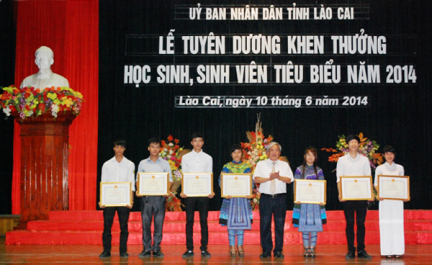 UỶ BAN NHÂN DÂN TỈNH LÀO CAI
LỄ TUYÊN DƯƠNG KHEN THƯỞNG
HỌC SINH, SINH VIÊN TIÊU BIỂU NĂM 2014
Lào Cai, ngày 10 tháng 6 năm 2014